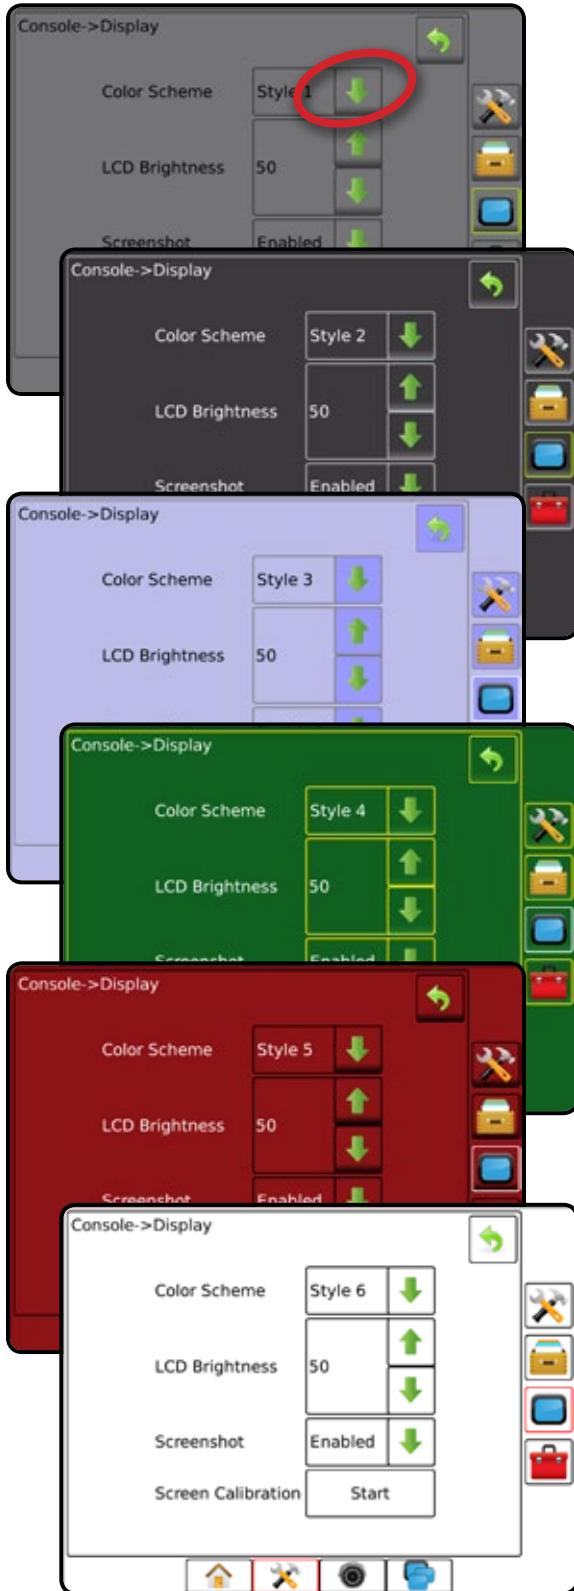 Console->Display
Color Scheme Style 1
LCD Brightness 50
Screenshot Enabled
Console->Display
Color Scheme Style 2
LCD Brightness 50
Screenshot Enabled
Console->Display
Color Scheme Style 3
LCD Brightness 50
Console->Display
Color Scheme Style 4
LCD Brightness 50
Screenshot Enabled
Console->Display
Color Scheme Style 5
LCD Brightness 50
Screenshot Enabled
Console->Display
Color Scheme Style 6
LCD Brightness 50
Screenshot Enabled
Screen Calibration Start